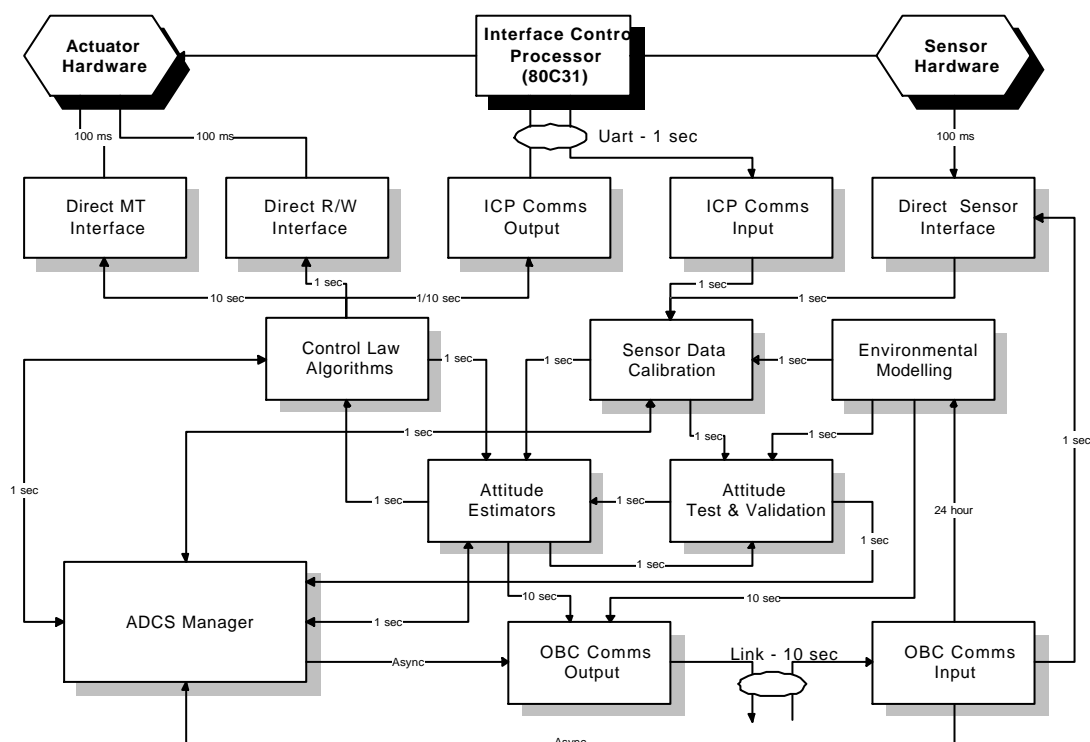 Actuator
Hardware
Interface Contro
Processor
(80C31)
Sensor
Hardware
100 ms
100 ms
Uart - 1 sec
100 ms
Direct MT
Interface
Direct R/W
Interface
ICP Comms
Output
ICP Comms
Input
Direct Sensor
Interface
1 sec
1 sec
10 sec
1/10 sec
1 sec
Control Law
Algorithms
1 sec
1 sec
Sensor Data
Calibration
1 sec
Environmental
Modelling
1 sec
1 sec
1 sec
1 sec
1 sec
Attitude
Estimators
1 sec
1 sec
Attitude
Test & Validation
24 hour
1 sec
1 sec
1 sec
10 sec
10 sec
ADCS Manager
1 sec
OBC Comms
Output
Link - 10 sec
OBC Comms
Input
Async
Async